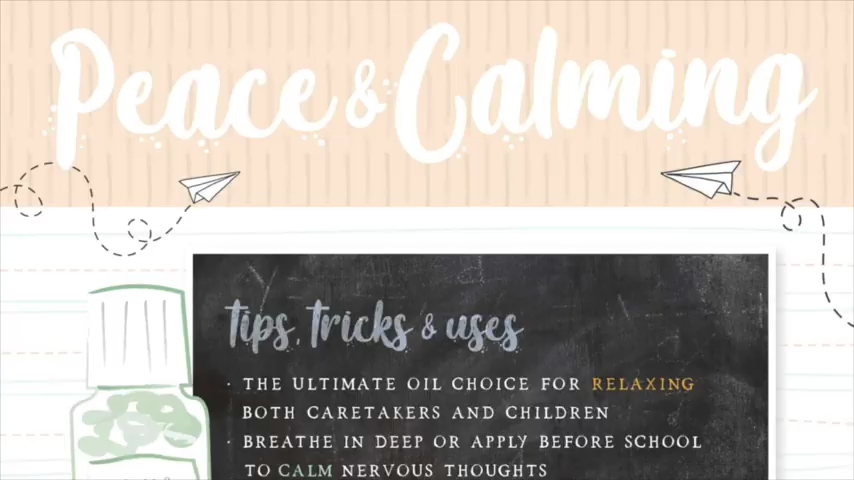 Peace & Calming
tips, tricks & uses
· THE ULTIMATE OIL CHOICE FOR RELAXING
BOTH CARETAKERS AND CHILDREN
· BREATHE IN DEEP OR APPLY BEFORE SCHOOL
TO CALM NERVOUS THOUGHTS